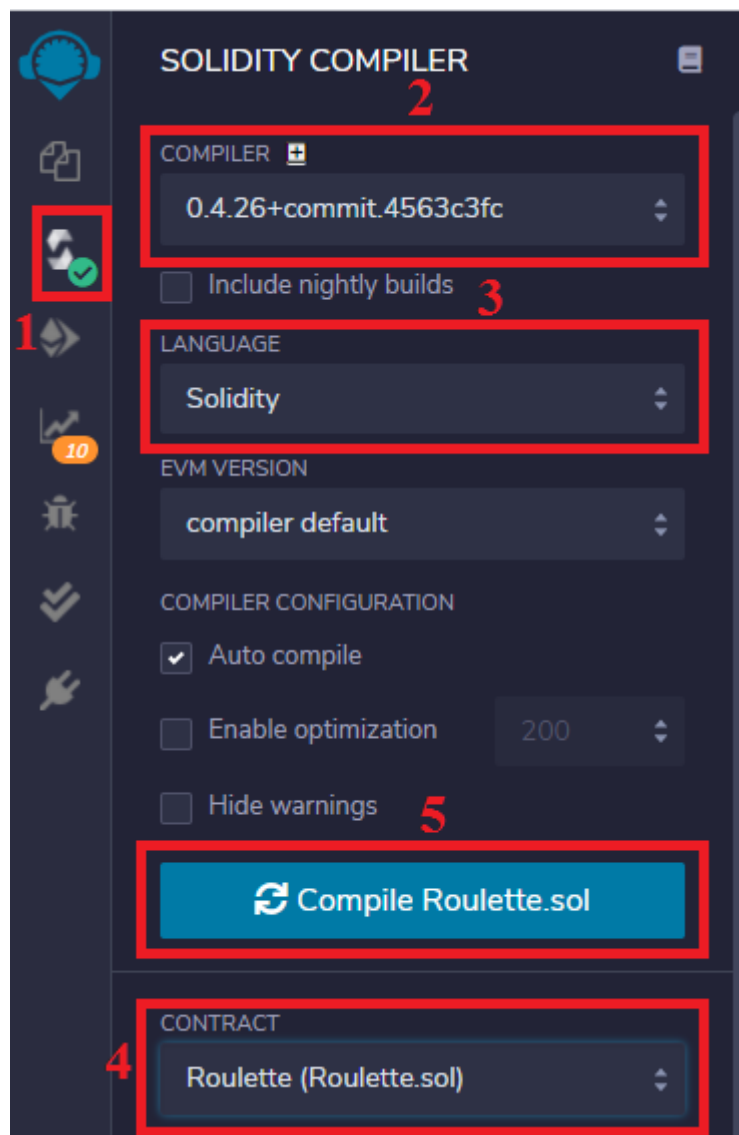 SOLIDITY COMPILER
2
COMPILER
0.4.26+commit.4563c3fc
Include nightly builds
3
1
LANGUAGE
Solidity
10
EVM VERSION
compiler default
COMPILER CONFIGURATION
Auto compile
Enable optimization 200
Hide warnings
5
Compile Roulette.sol
CONTRACT
4
Roulette (Roulette.sol)